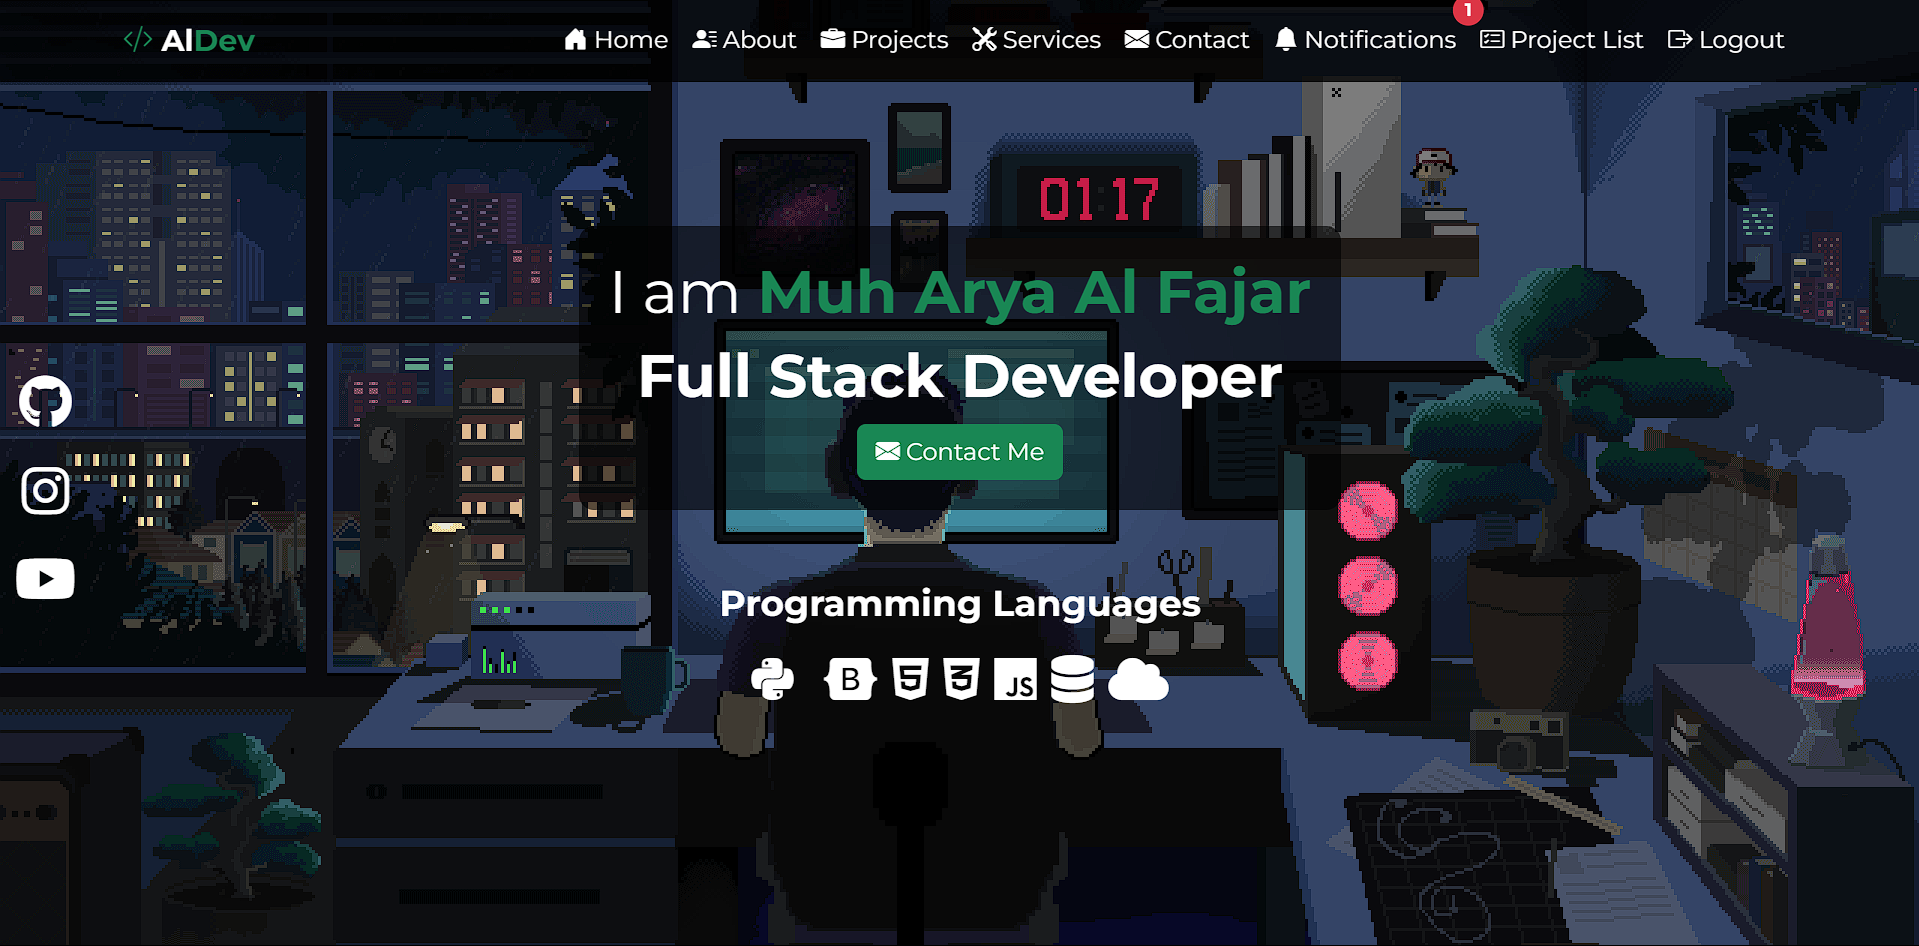 </> AlDev
Home About Projects Services Contact Notifications 1 Project List Logout
01:17
I am Muh Arya Al Fajar
Full Stack Developer
Contact Me
Programming Languages
B 5 3 JS